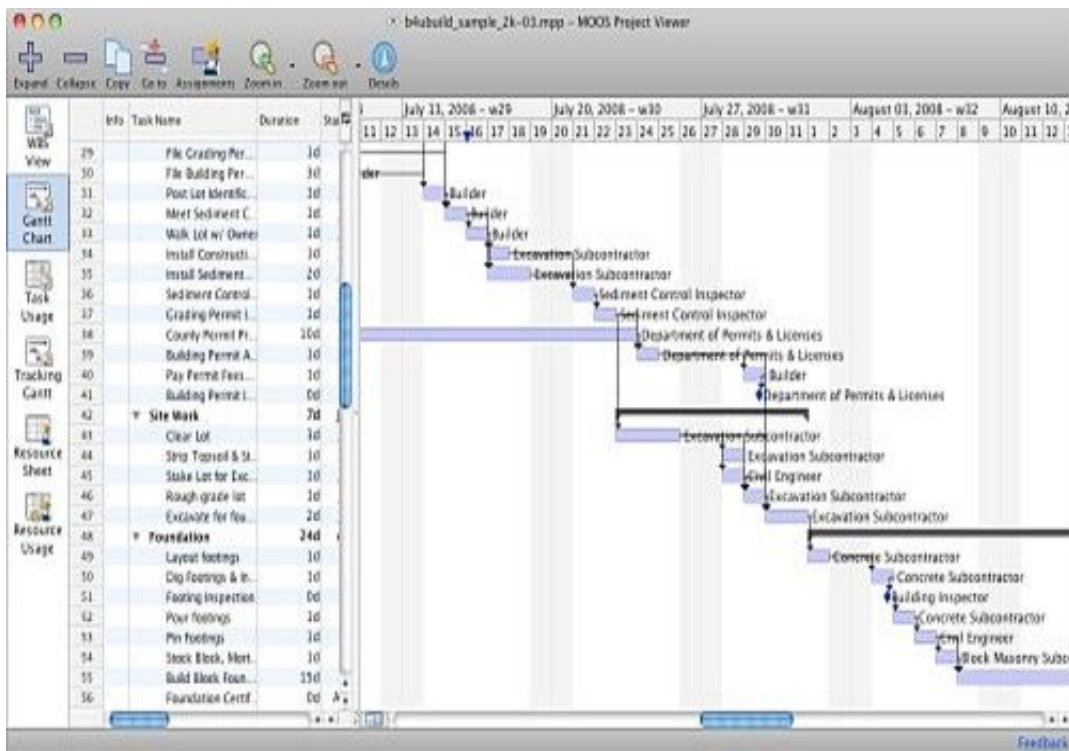 b4ubuild_sample_2k-03.mpp – MOOS Project Viewer
Expand Collapse Copy Go to Assignments Zoom in Zoom out Details
WBS View
Gantt Chart
Task Usage
Tracking Gantt
Resource Sheet
Resource Usage
Info Task Name Duration
July 13, 2008 – w29 July 20, 2008 – w30 July 27, 2008 – w31 August 03, 2008 – w32 August 10, 2
11 12 13 14 15 16 17 18 19 20 21 22 23 24 25 26 27 28 29 30 31 1 2 3 4 5 6 7 8 9 10 11 12
29 File Grading Per... 1d
30 File Building Per... 3d
31 Post Lot Identific... 1d Builder
32 Meet Sediment C... 1d Builder
33 Walk Lot w/ Owner 1d Builder
34 Install Constructi... 1d Excavation Subcontractor
35 Install Sediment... 2d Excavation Subcontractor
36 Sediment Control... 1d Sediment Control Inspector
37 Grading Permit I... 1d Sediment Control Inspector
38 County Permit Pr... 10d Department of Permits & Licenses
39 Building Permit A... 1d Department of Permits & Licenses
40 Pay Permit Fees... 1d Builder
41 Building Permit I... 0d Department of Permits & Licenses
42 Site Work 7d
43 Clear Lot 3d Excavation Subcontractor
44 Strip Topsoil & St... 1d Excavation Subcontractor
45 Stake Lot for Exc... 1d Civil Engineer
46 Rough grade lot 1d Excavation Subcontractor
47 Excavate for fou... 2d Excavation Subcontractor
48 Foundation 24d
49 Layout footings 1d Concrete Subcontractor
50 Dig Footings & In... 1d Concrete Subcontractor
51 Footing Inspection 0d Building Inspector
52 Pour footings 1d Concrete Subcontractor
53 Pin Footings 1d Civil Engineer
54 Stock Block, Mort... 1d Block Masonry Subco
55 Build Block Foun... 15d
56 Foundation Certif... 0d A
Feedback